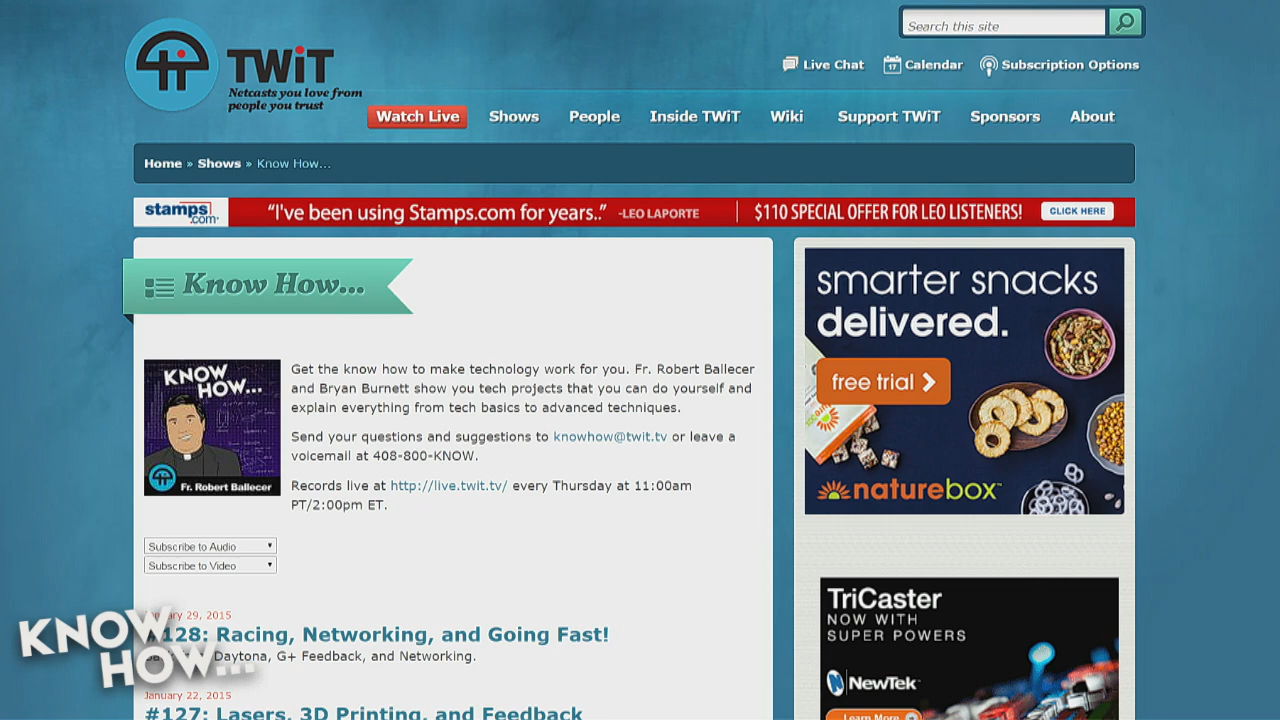 Search this site
Live Chat
17
Calendar
Subscription Options
TWiT
Netcasts you love from
people you trust
Watch Live
Shows
People
Inside TWiT
Wiki
Support TWiT
Sponsors
About
Home » Shows » Know How...
stamps
.com
"I've been using Stamps.com for years.." -LEO LAPORTE
$110 SPECIAL OFFER FOR LEO LISTENERS!
CLICK HERE
Know How...
KNOW
HOW...
Fr. Robert Ballecer
Get the know how to make technology work for you. Fr. Robert Ballecer
and Bryan Burnett show you tech projects that you can do yourself and
explain everything from tech basics to advanced techniques.
Send your questions and suggestions to knowhow@twit.tv or leave a
voicemail at 408-800-KNOW.
Records live at http://live.twit.tv/ every Thursday at 11:00am
PT/2:00pm ET.
Subscribe to Audio
Subscribe to Video
29, 2015
#128: Racing, Networking, and Going Fast!
Daytona, G+ Feedback, and Networking.
January 22, 2015
#127: Lasers, 3D Printing, and Feedback
smarter snacks
delivered.
free trial
naturebox™
TriCaster
NOW WITH
SUPER POWERS
NewTek™
Learn More
KNOW
HOW...